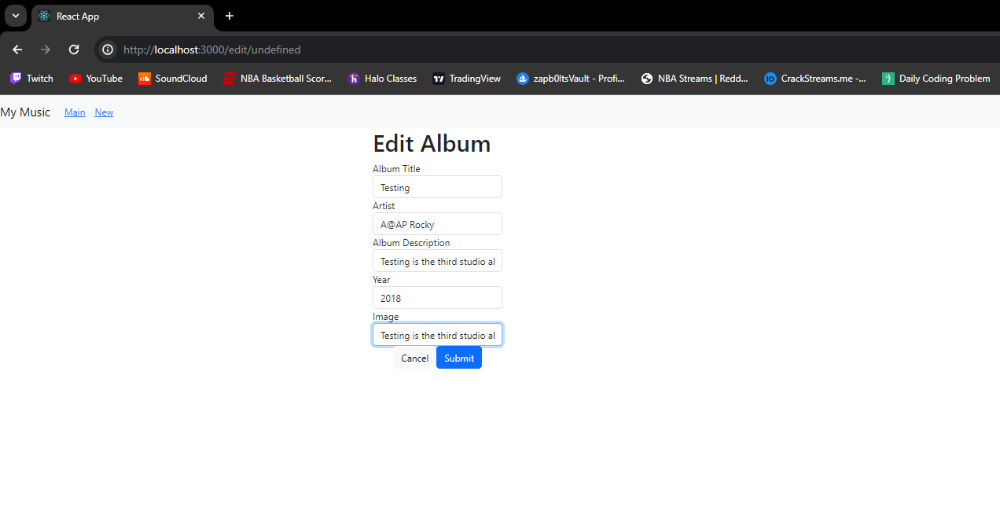 React App
http://localhost:3000/edit/undefined
Twitch YouTube SoundCloud NBA Basketball Scor... Halo Classes TradingView zapb0ltsVault - Profi... NBA Streams | Redd... CrackStreams.me -... Daily Coding Problem
My Music Main New
Edit Album
Album Title
Testing
Artist
A@AP Rocky
Album Description
Testing is the third studio al
Year
2018
Image
Testing is the third studio al
Cancel Submit